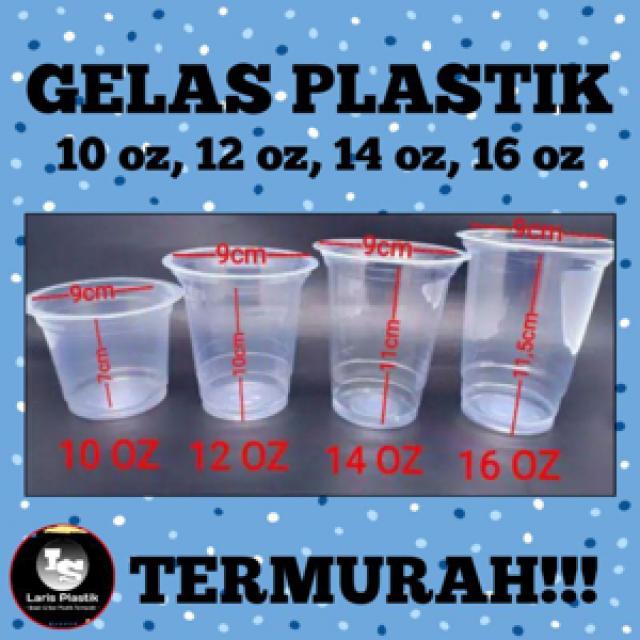 GELAS PLASTIK
10 oz, 12 oz, 14 oz, 16 oz
9cm 9cm 9cm 9cm
7cm 10cm 11cm 11,5cm
10 OZ 12 OZ 14 OZ 16 OZ
LS
Laris Plastik
TERMURAH!!!